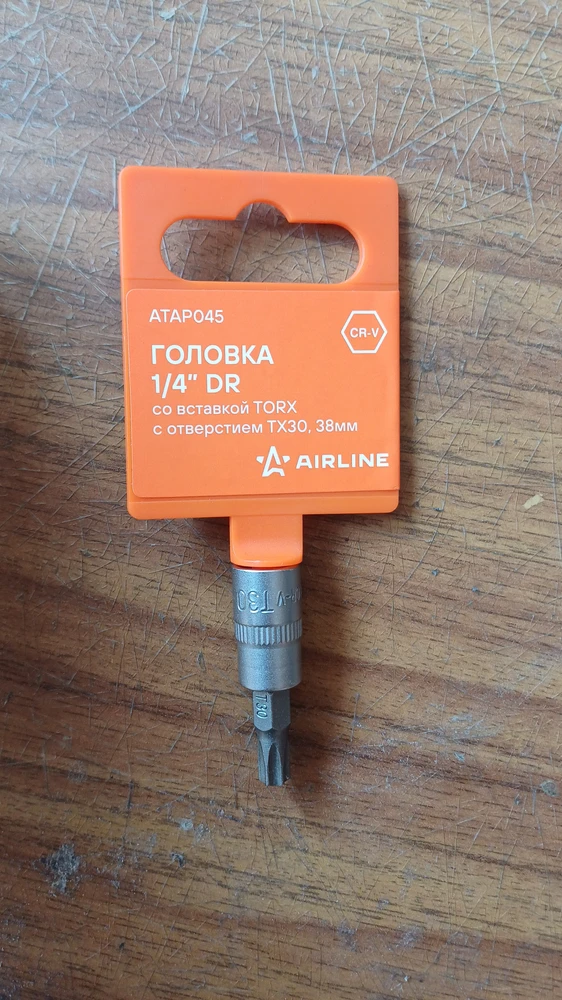 ATAP045
CR-V
ГОЛОВКА
1/4" DR
со вставкой TORX
с отверстием TX30, 38мм
AIRLINE
T30
T30